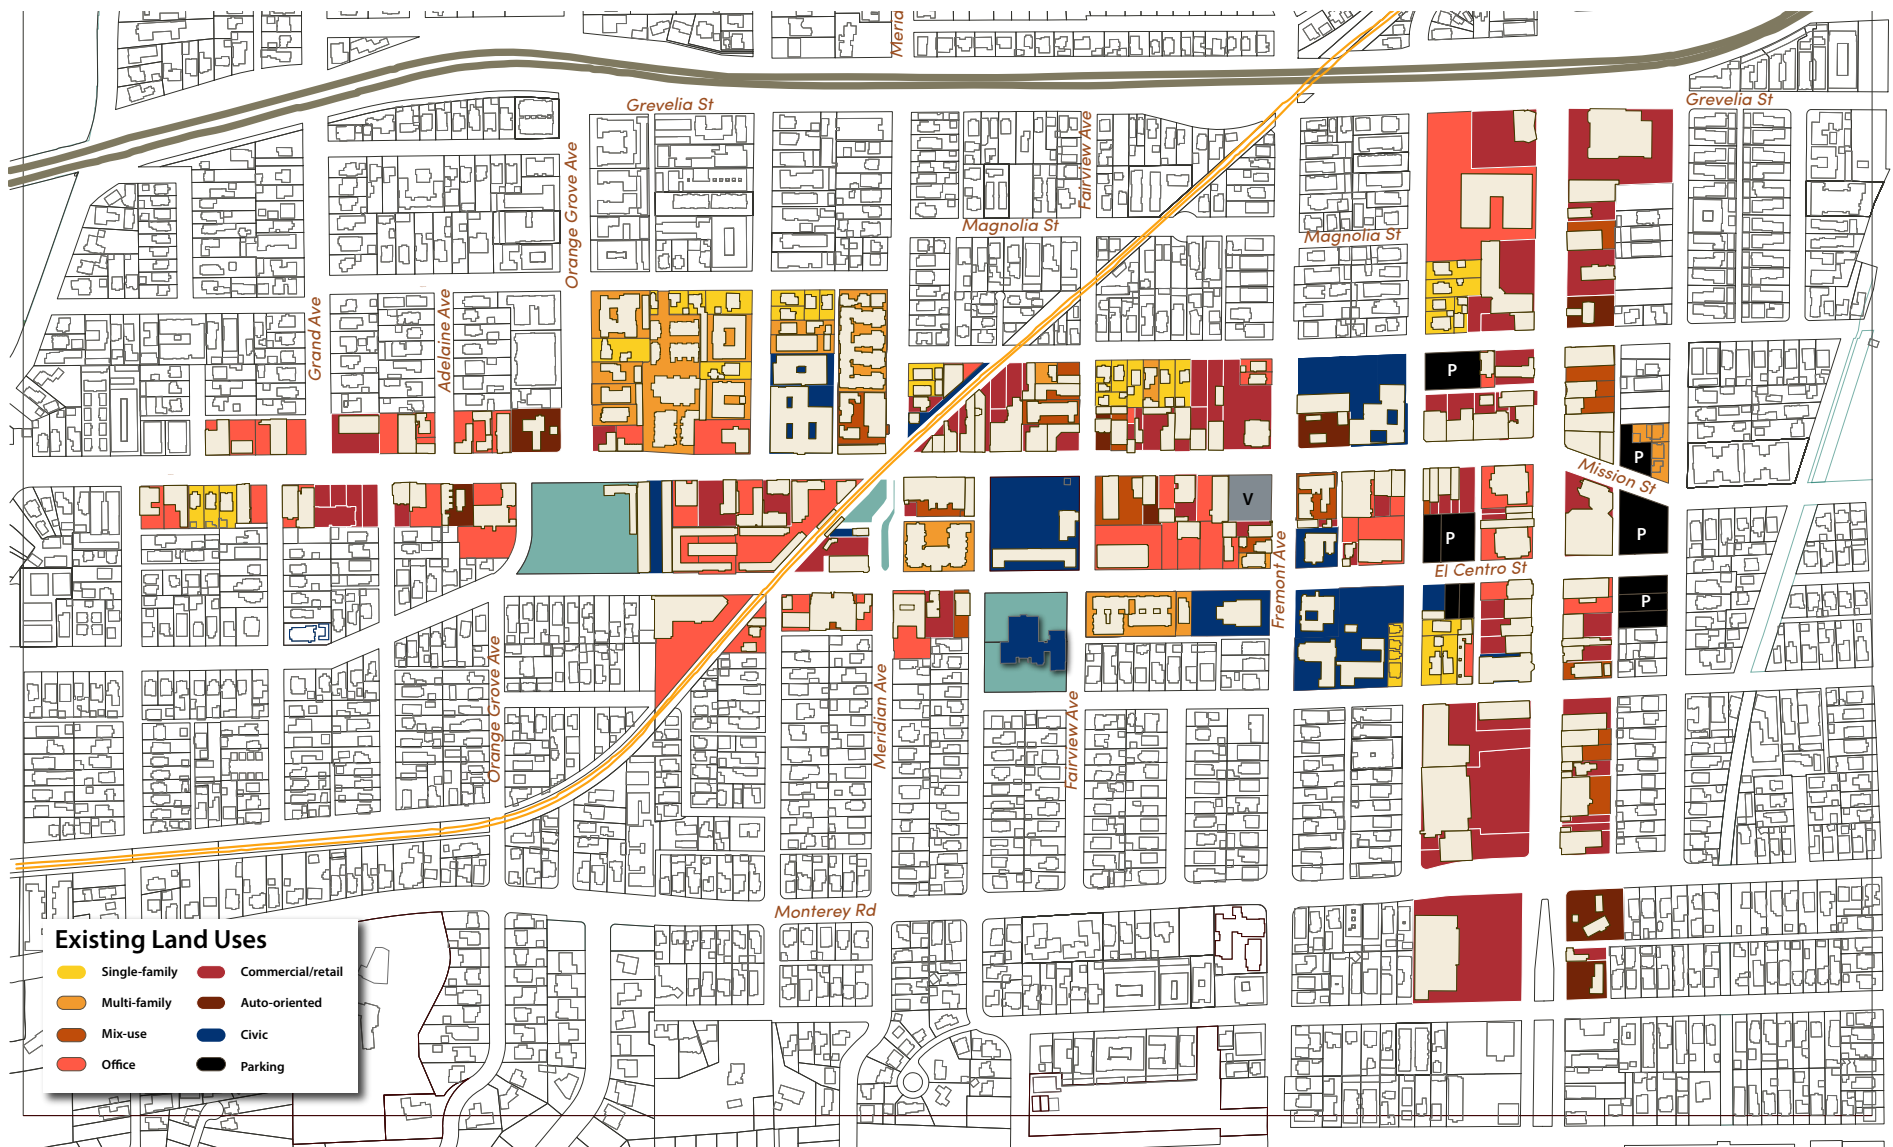 Merid
Grevelia St
Grevelia St
Orange Grove Ave
Fairview Ave
Magnolia St
Magnolia St
Grand Ave
Adelaine Ave
P
P
Mission St
V
P
P
Fremont Ave
El Centro St
P
Orange Grove Ave
Meridian Ave
Fairview Ave
Monterey Rd
Existing Land Uses
Single-family
Commercial/retail
Multi-family
Auto-oriented
Mix-use
Civic
Office
Parking